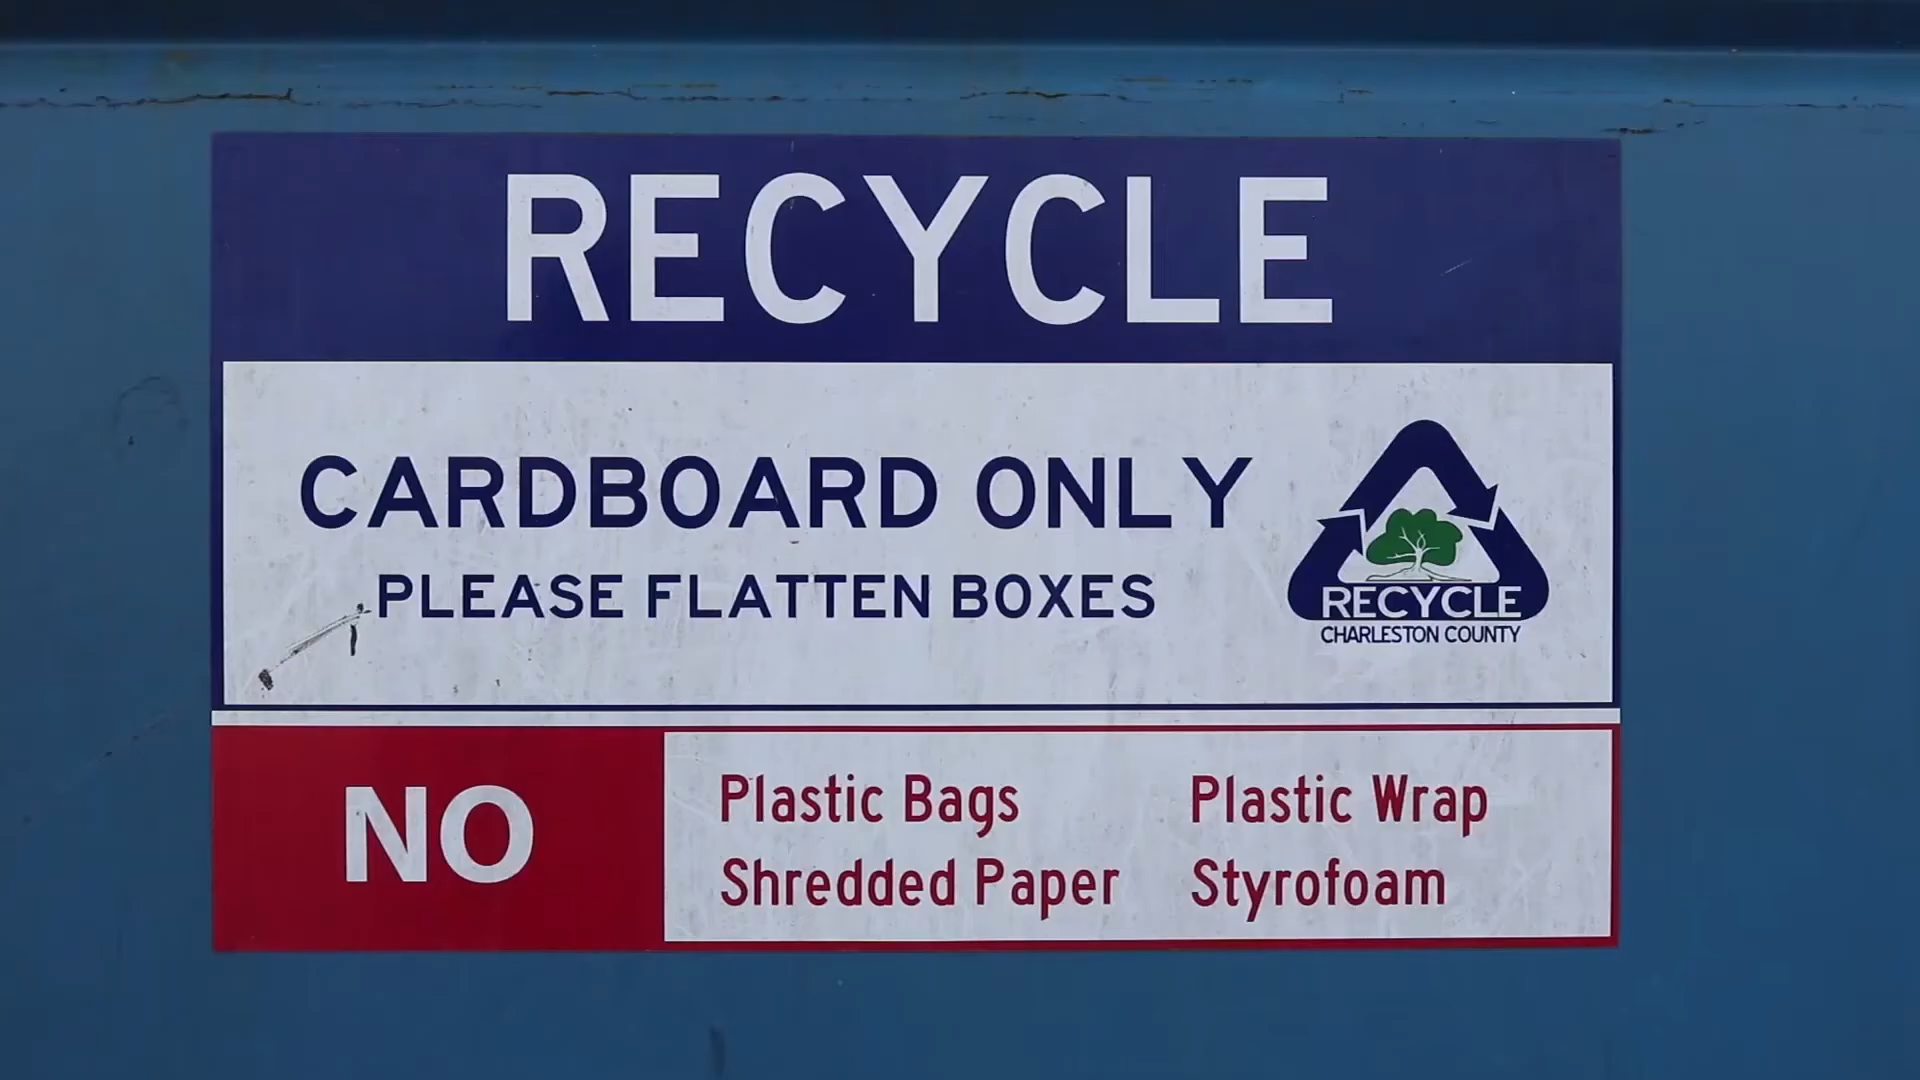 RECYCLE
CARDBOARD ONLY
PLEASE FLATTEN BOXES
RECYCLE
CHARLESTON COUNTY
NO
Plastic Bags
Plastic Wrap
Shredded Paper
Styrofoam